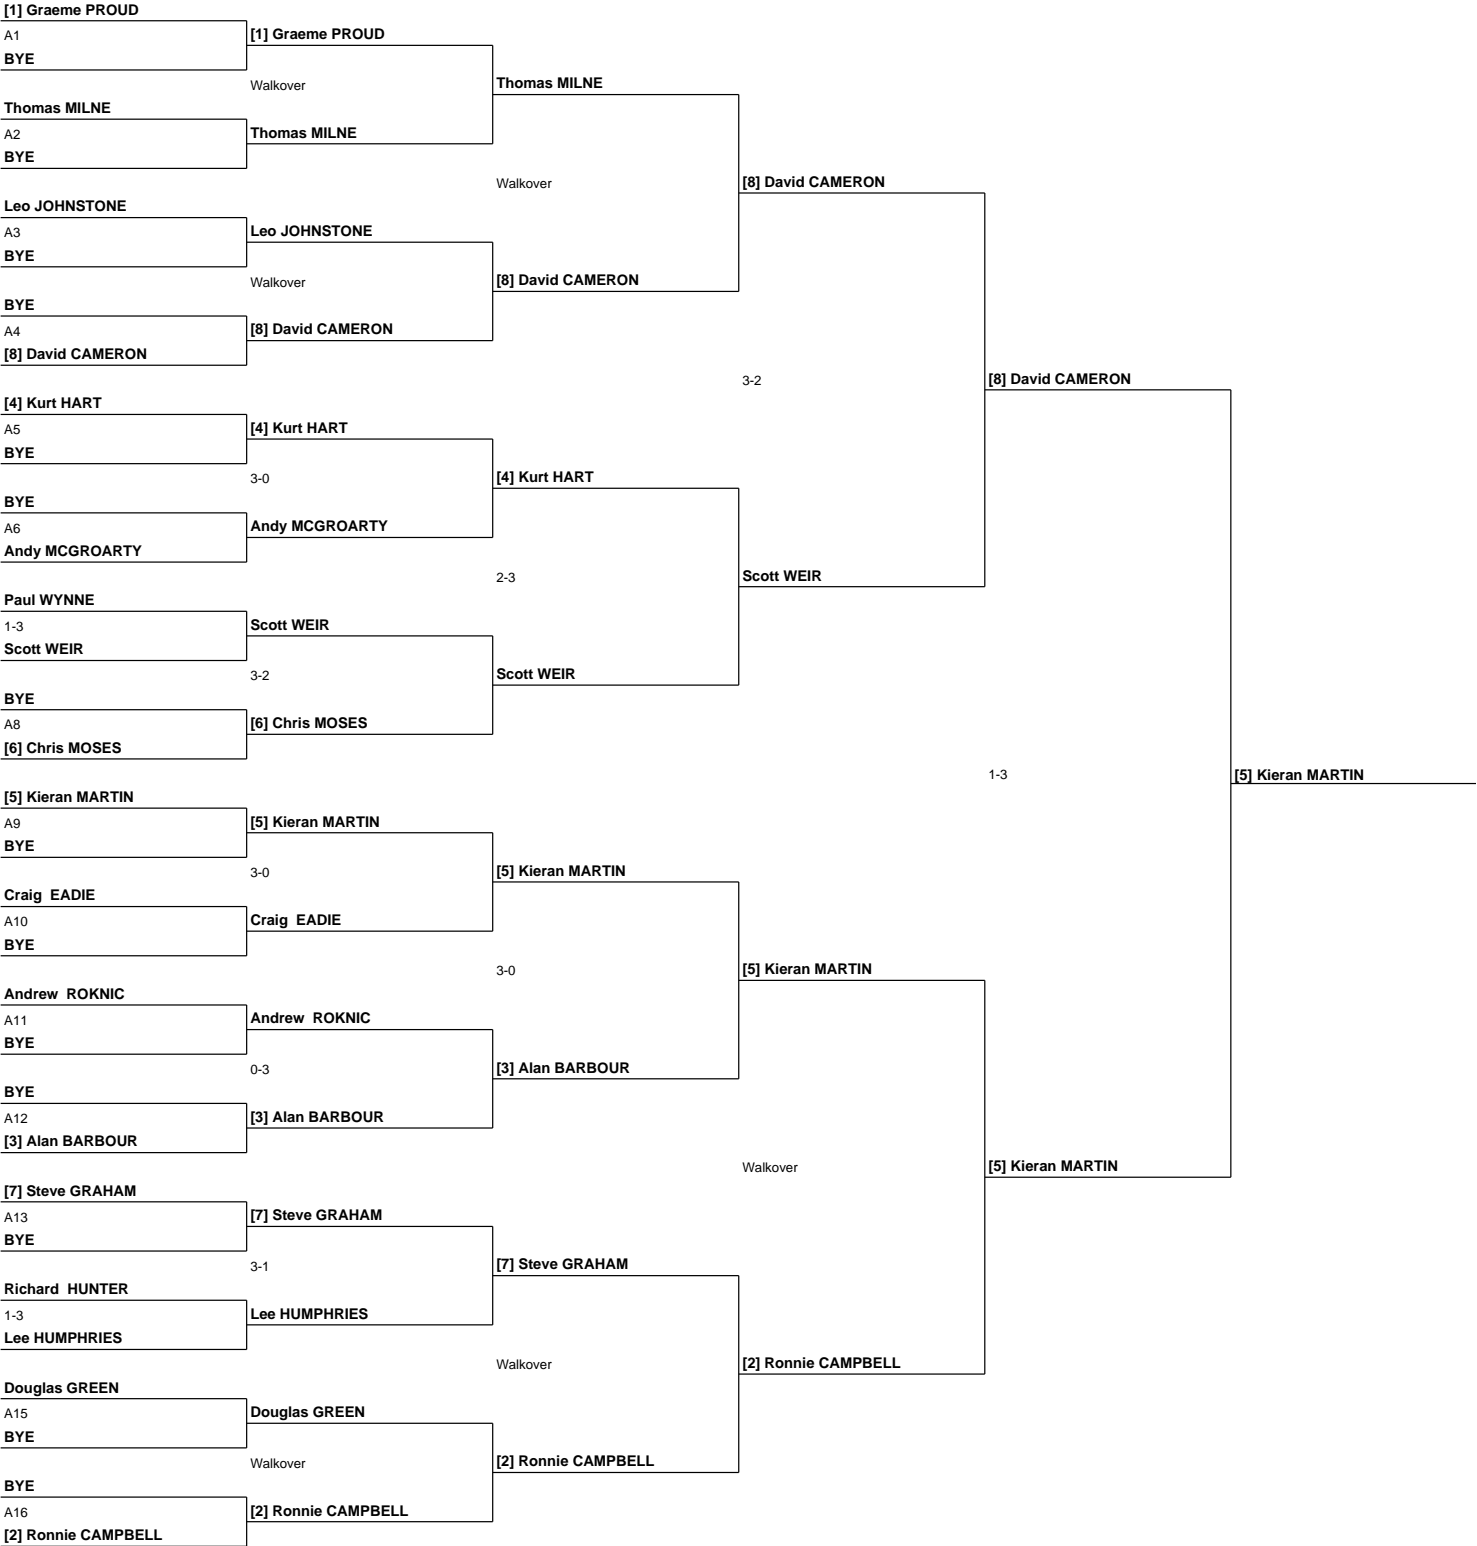 [1] Graeme PROUD
A1
BYE
Thomas MILNE
A2
BYE
Leo JOHNSTONE
A3
BYE
BYE
A4
[8] David CAMERON
[4] Kurt HART
A5
BYE
BYE
A6
Andy MCGROARTY
Paul WYNNE
1-3
Scott WEIR
BYE
A8
[6] Chris MOSES
[5] Kieran MARTIN
A9
BYE
Craig  EADIE
A10
BYE
Andrew  ROKNIC
A11
BYE
BYE
A12
[3] Alan BARBOUR
[7] Steve GRAHAM
A13
BYE
Richard  HUNTER
1-3
Lee HUMPHRIES
Douglas GREEN
A15
BYE
BYE
A16
[2] Ronnie CAMPBELL
[1] Graeme PROUD
Walkover
Thomas MILNE
Leo JOHNSTONE
Walkover
[8] David CAMERON
[4] Kurt HART
3-0
Andy MCGROARTY
Scott WEIR
3-2
[6] Chris MOSES
[5] Kieran MARTIN
3-0
Craig  EADIE
Andrew  ROKNIC
0-3
[3] Alan BARBOUR
[7] Steve GRAHAM
3-1
Lee HUMPHRIES
Douglas GREEN
Walkover
[2] Ronnie CAMPBELL
Thomas MILNE
Walkover
[8] David CAMERON
[4] Kurt HART
2-3
Scott WEIR
[5] Kieran MARTIN
3-0
[3] Alan BARBOUR
[7] Steve GRAHAM
Walkover
[2] Ronnie CAMPBELL
[8] David CAMERON
3-2
Scott WEIR
[5] Kieran MARTIN
Walkover
[2] Ronnie CAMPBELL
[8] David CAMERON
1-3
[5] Kieran MARTIN
[5] Kieran MARTIN